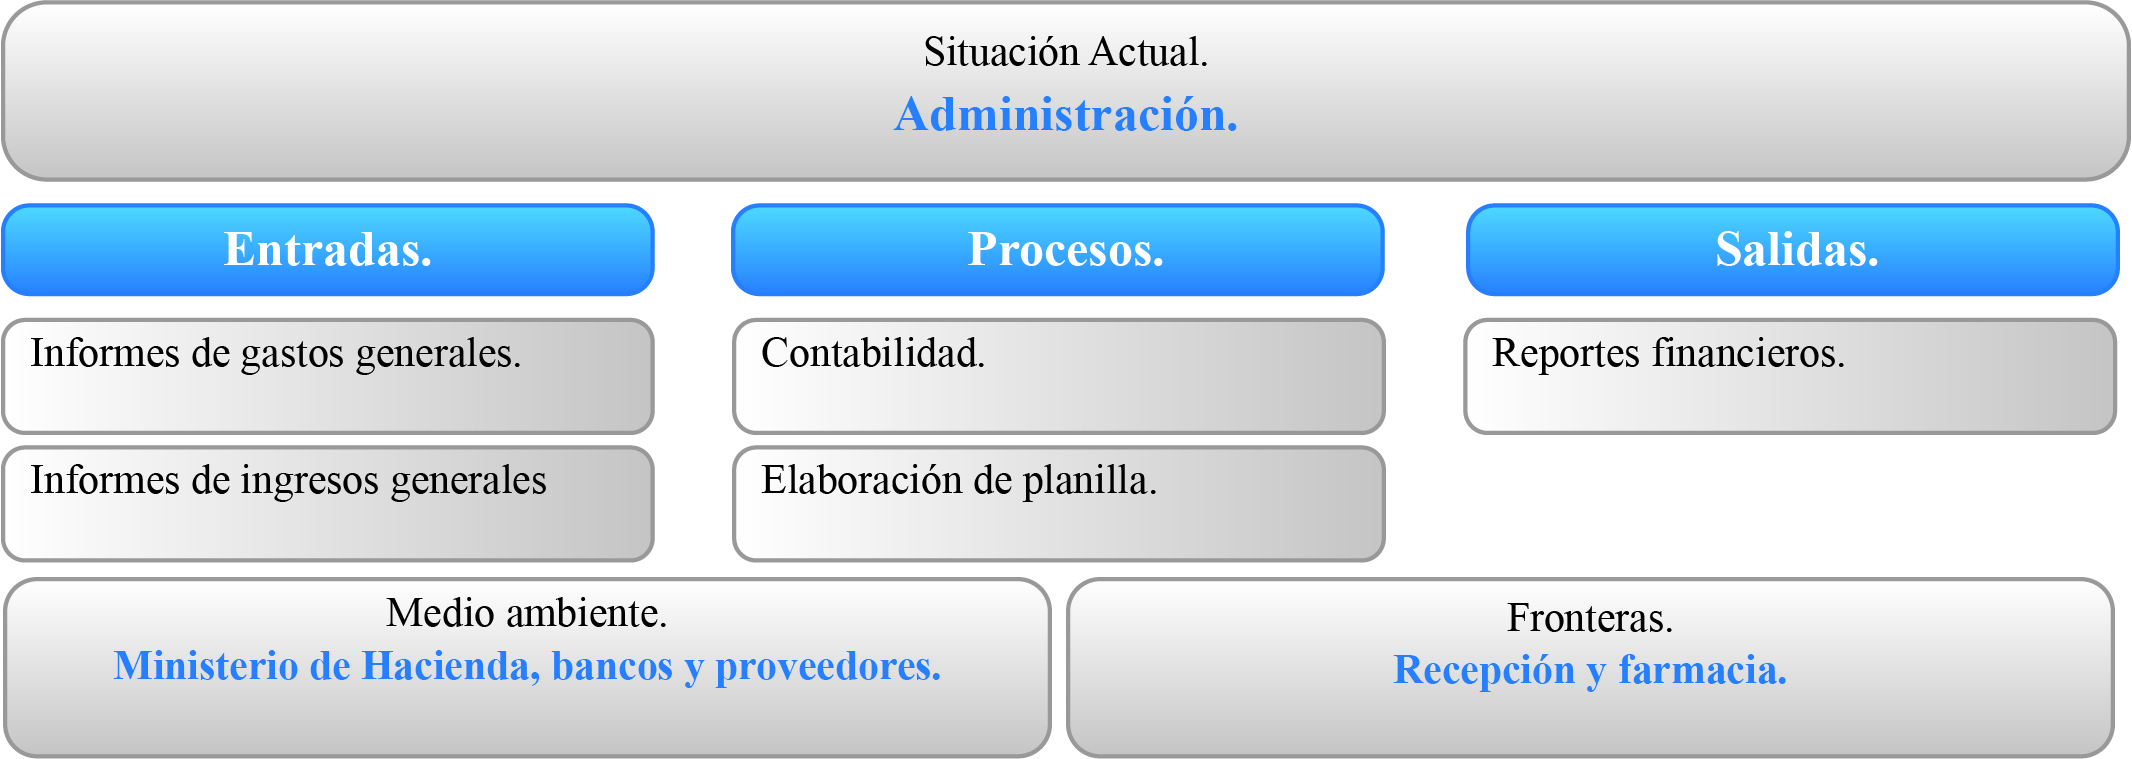 Situación Actual.
Administración.
Entradas.
Procesos.
Salidas.
Informes de gastos generales.
Contabilidad.
Reportes financieros.
Informes de ingresos generales
Elaboración de planilla.
Medio ambiente.
Ministerio de Hacienda, bancos y proveedores.
Fronteras.
Recepción y farmacia.